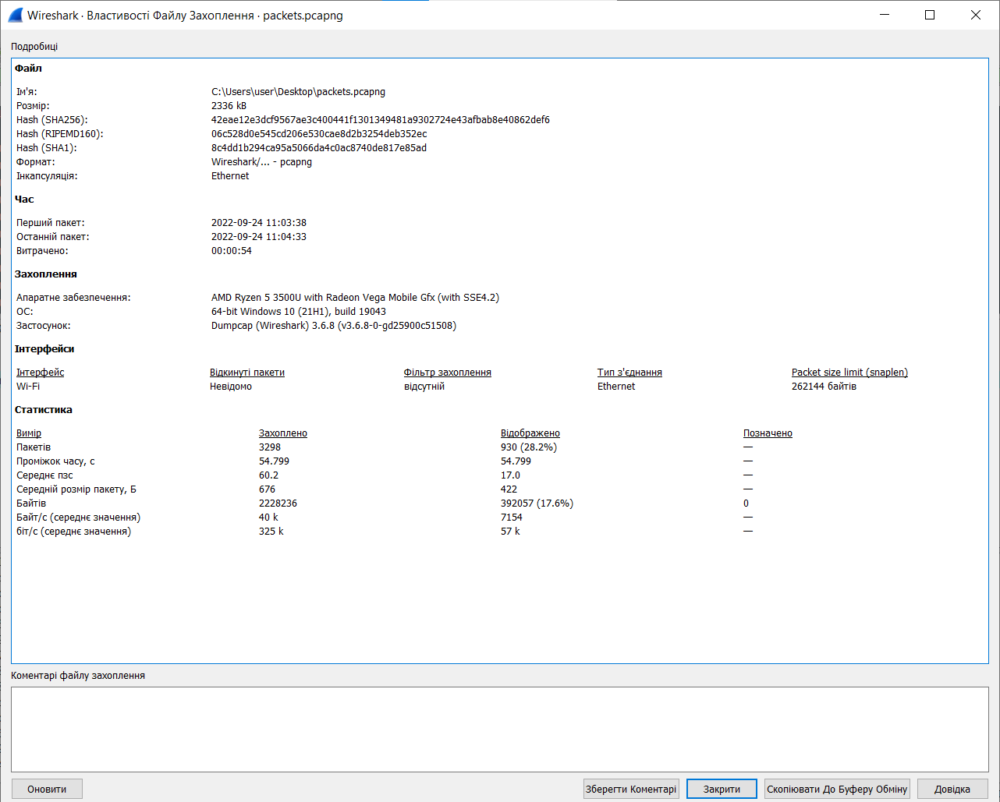 Wireshark · Властивості Файлу Захоплення · packets.pcapng
Подробиці
Файл
Ім'я: C:\Users\user\Desktop\packets.pcapng
Розмір: 2336 kB
Hash (SHA256): 42eae12e3dcf9567ae3c400441f1301349481a9302724e43afbab8e40862def6
Hash (RIPEMD160): 06c528d0e545cd206e530cae8d2b3254deb352ec
Hash (SHA1): 8c4dd1b294ca95a5066da4c0ac8740de817e85ad
Формат: Wireshark/... - pcapng
Інкапсуляція: Ethernet
Час
Перший пакет: 2022-09-24 11:03:38
Останній пакет: 2022-09-24 11:04:33
Витрачено: 00:00:54
Захоплення
Апаратне забезпечення: AMD Ryzen 5 3500U with Radeon Vega Mobile Gfx (with SSE4.2)
ОС: 64-bit Windows 10 (21H1), build 19043
Застосунок: Dumpcap (Wireshark) 3.6.8 (v3.6.8-0-gd25900c51508)
Інтерфейси
Інтерфейс Відкинуті пакети Фільтр захоплення Тип з'єднання Packet size limit (snaplen)
Wi-Fi Невідомо відсутній Ethernet 262144 байтів
Статистика
Вимір Захоплено Відображено Позначено
Пакетів 3298 930 (28.2%) —
Проміжок часу, с 54.799 54.799 —
Середнє пзс 60.2 17.0 —
Середній розмір пакету, Б 676 422 —
Байтів 2228236 392057 (17.6%) 0
Байт/с (середнє значення) 40 k 7154 —
біт/с (середнє значення) 325 k 57 k —
Коментарі файлу захоплення
Оновити Зберегти Коментарі Закрити Скопіювати До Буферу Обміну Довідка